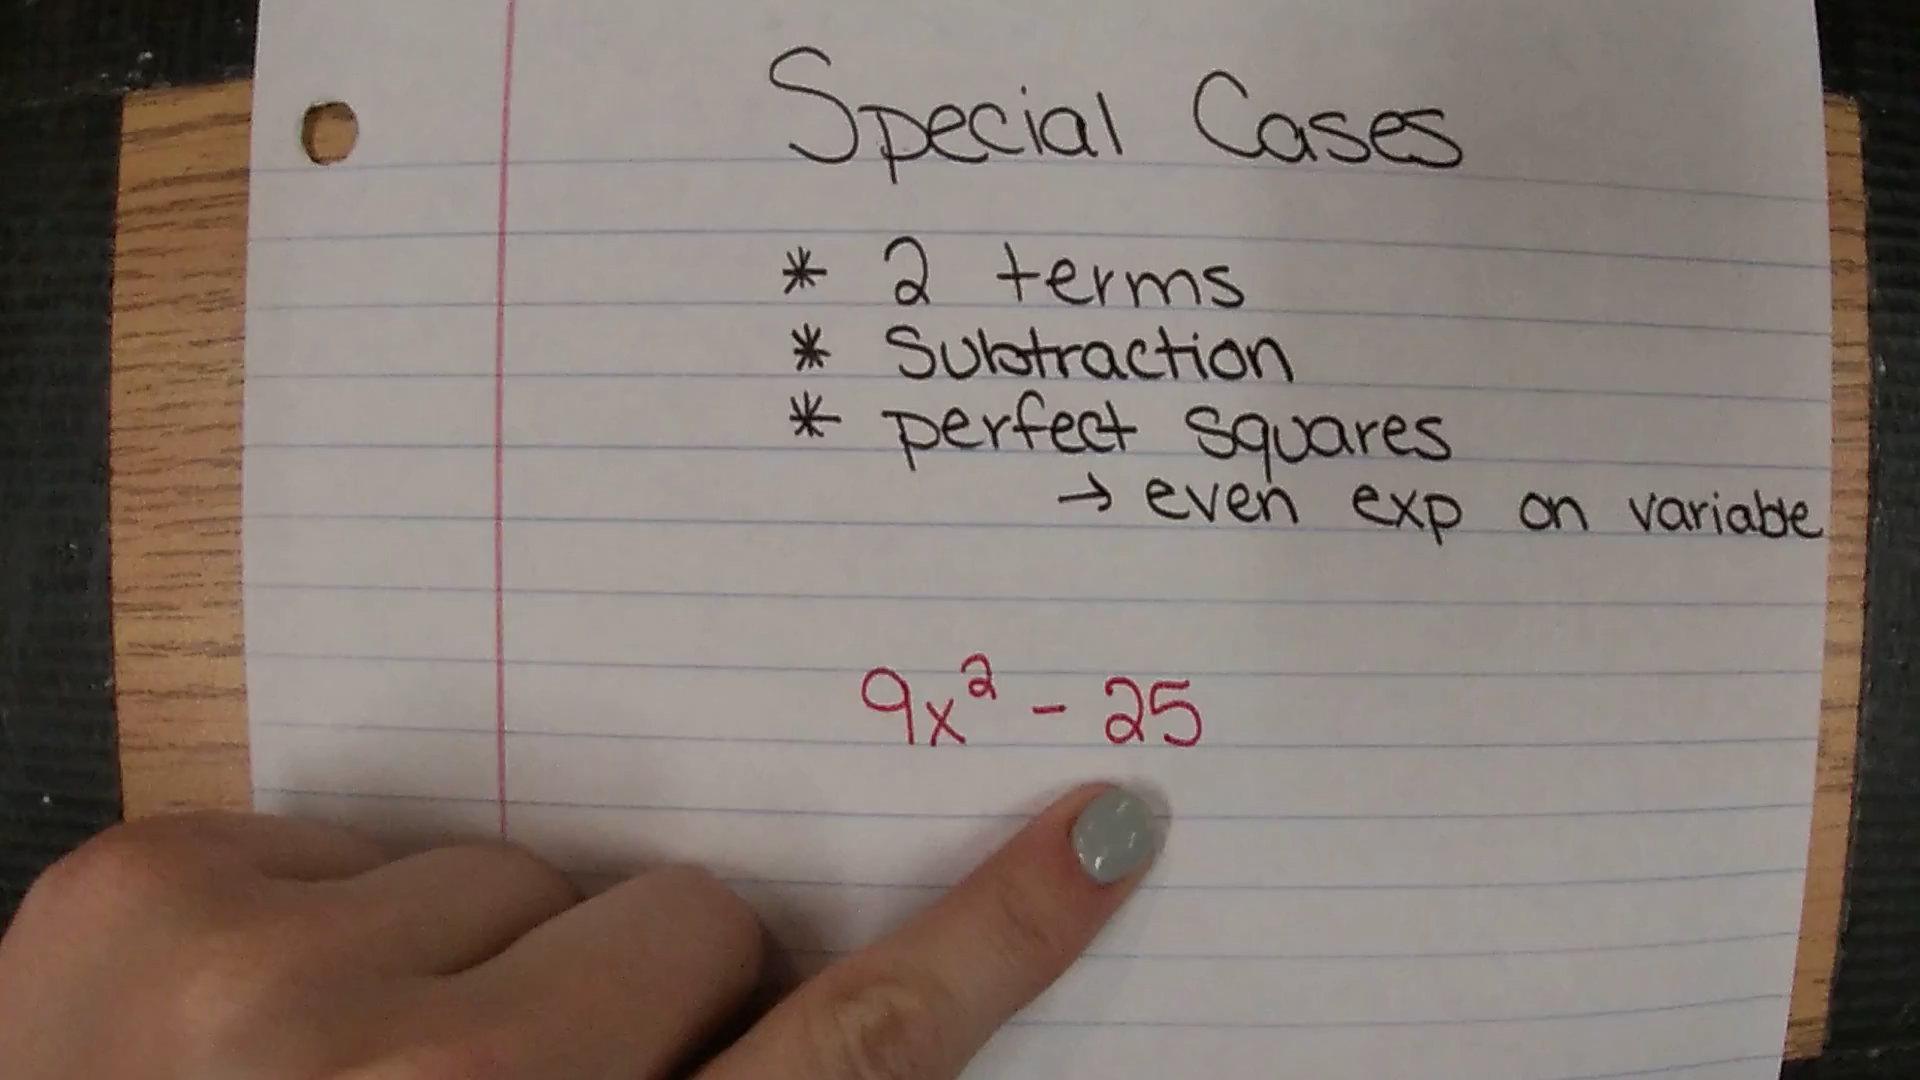 Special Cases
* 2 terms
* Subtraction
* perfect squares
→ even exp on variable
9x² - 25